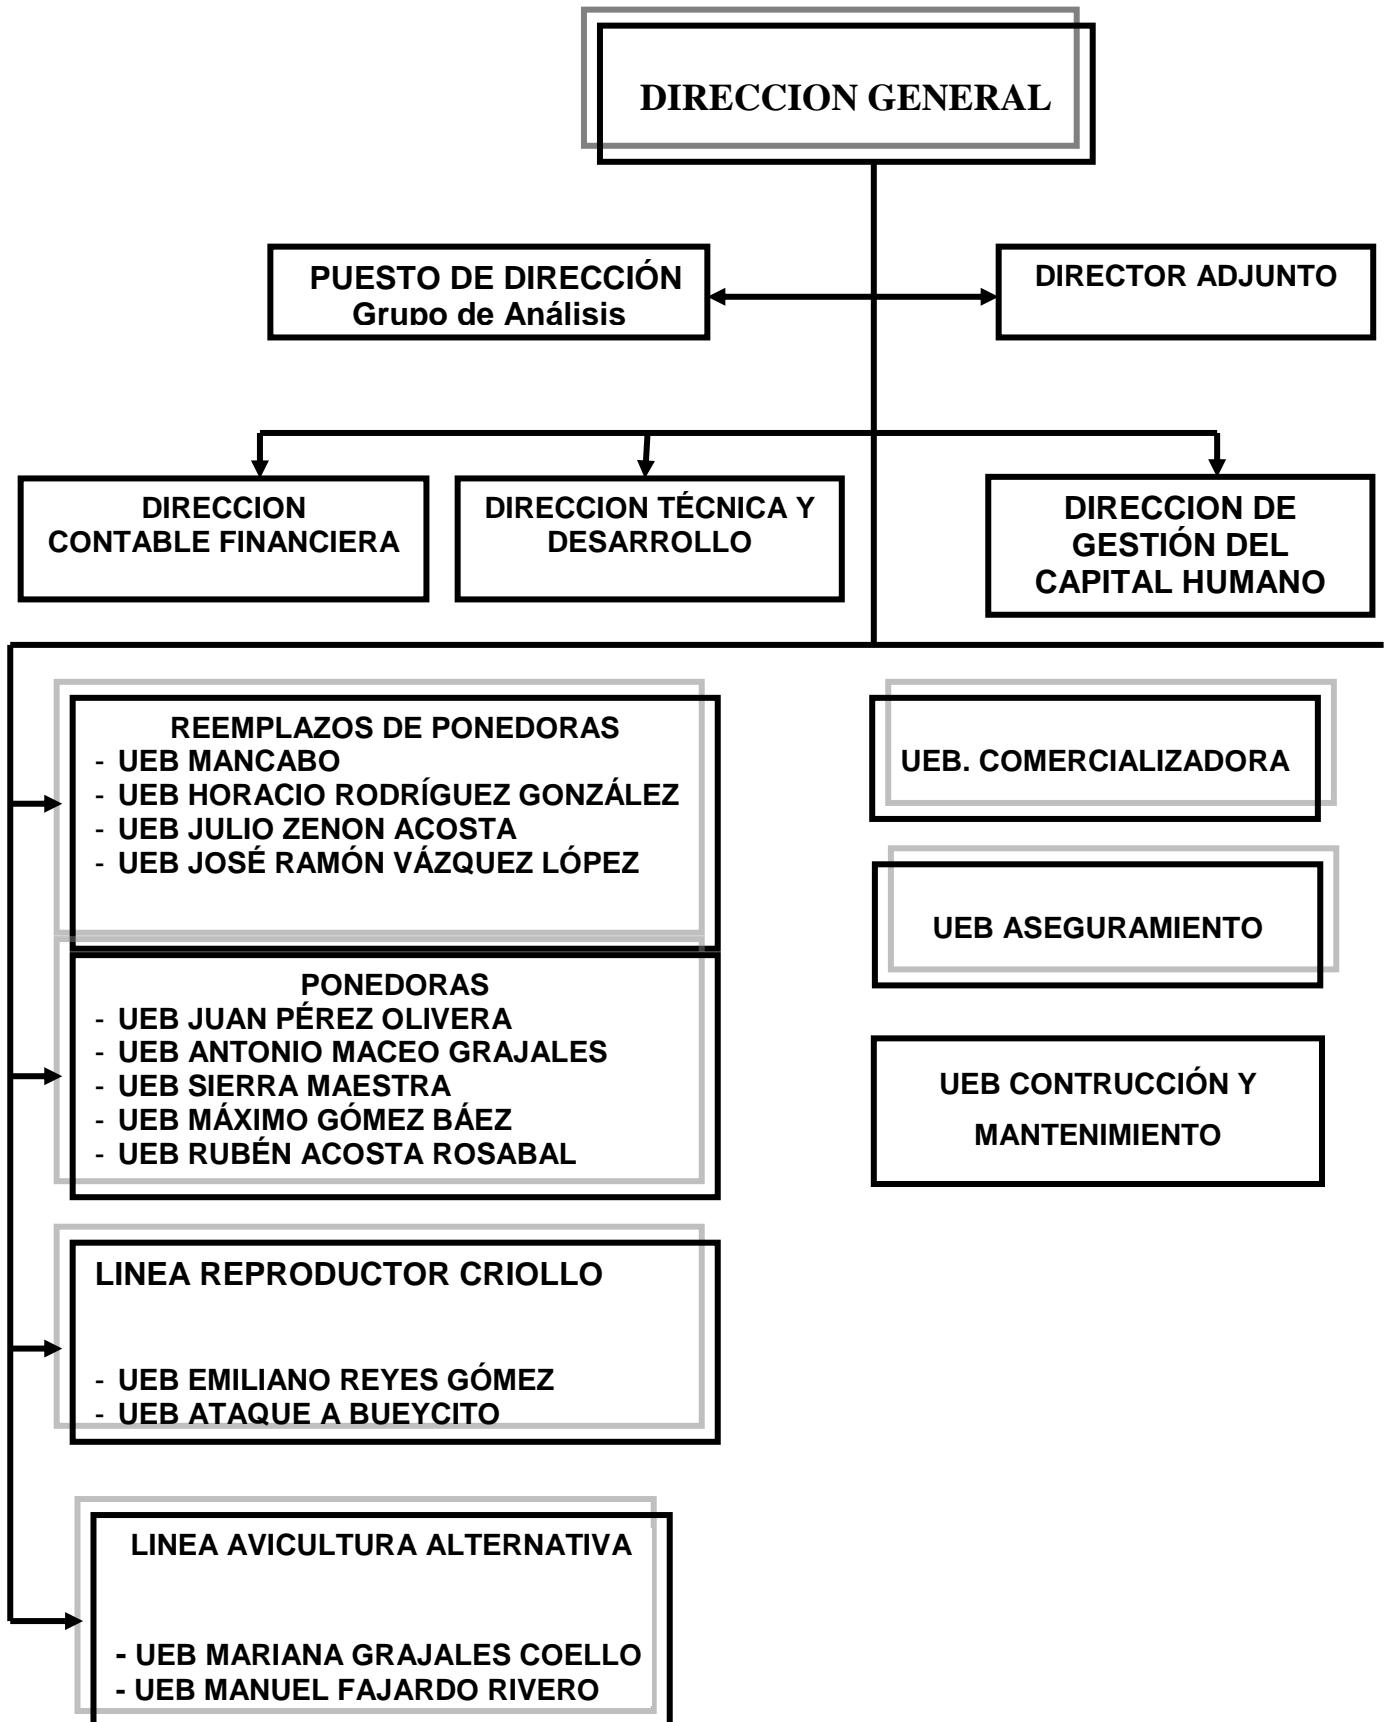 DIRECCION GENERAL
PUESTO DE DIRECCIÓN
Grupo de Análisis
DIRECTOR ADJUNTO
DIRECCION
CONTABLE FINANCIERA
DIRECCION TÉCNICA Y
DESARROLLO
DIRECCION DE
GESTIÓN DEL
CAPITAL HUMANO
REEMPLAZOS DE PONEDORAS
- UEB MANCABO
- UEB HORACIO RODRÍGUEZ GONZÁLEZ
- UEB JULIO ZENON ACOSTA
- UEB JOSÉ RAMÓN VÁZQUEZ LÓPEZ
PONEDORAS
- UEB JUAN PÉREZ OLIVERA
- UEB ANTONIO MACEO GRAJALES
- UEB SIERRA MAESTRA
- UEB MÁXIMO GÓMEZ BÁEZ
- UEB RUBÉN ACOSTA ROSABAL
LINEA REPRODUCTOR CRIOLLO
- UEB EMILIANO REYES GÓMEZ
- UEB ATAQUE A BUEYCITO
LINEA AVICULTURA ALTERNATIVA
- UEB MARIANA GRAJALES COELLO
- UEB MANUEL FAJARDO RIVERO
UEB. COMERCIALIZADORA
UEB ASEGURAMIENTO
UEB CONTRUCCIÓN Y
MANTENIMIENTO